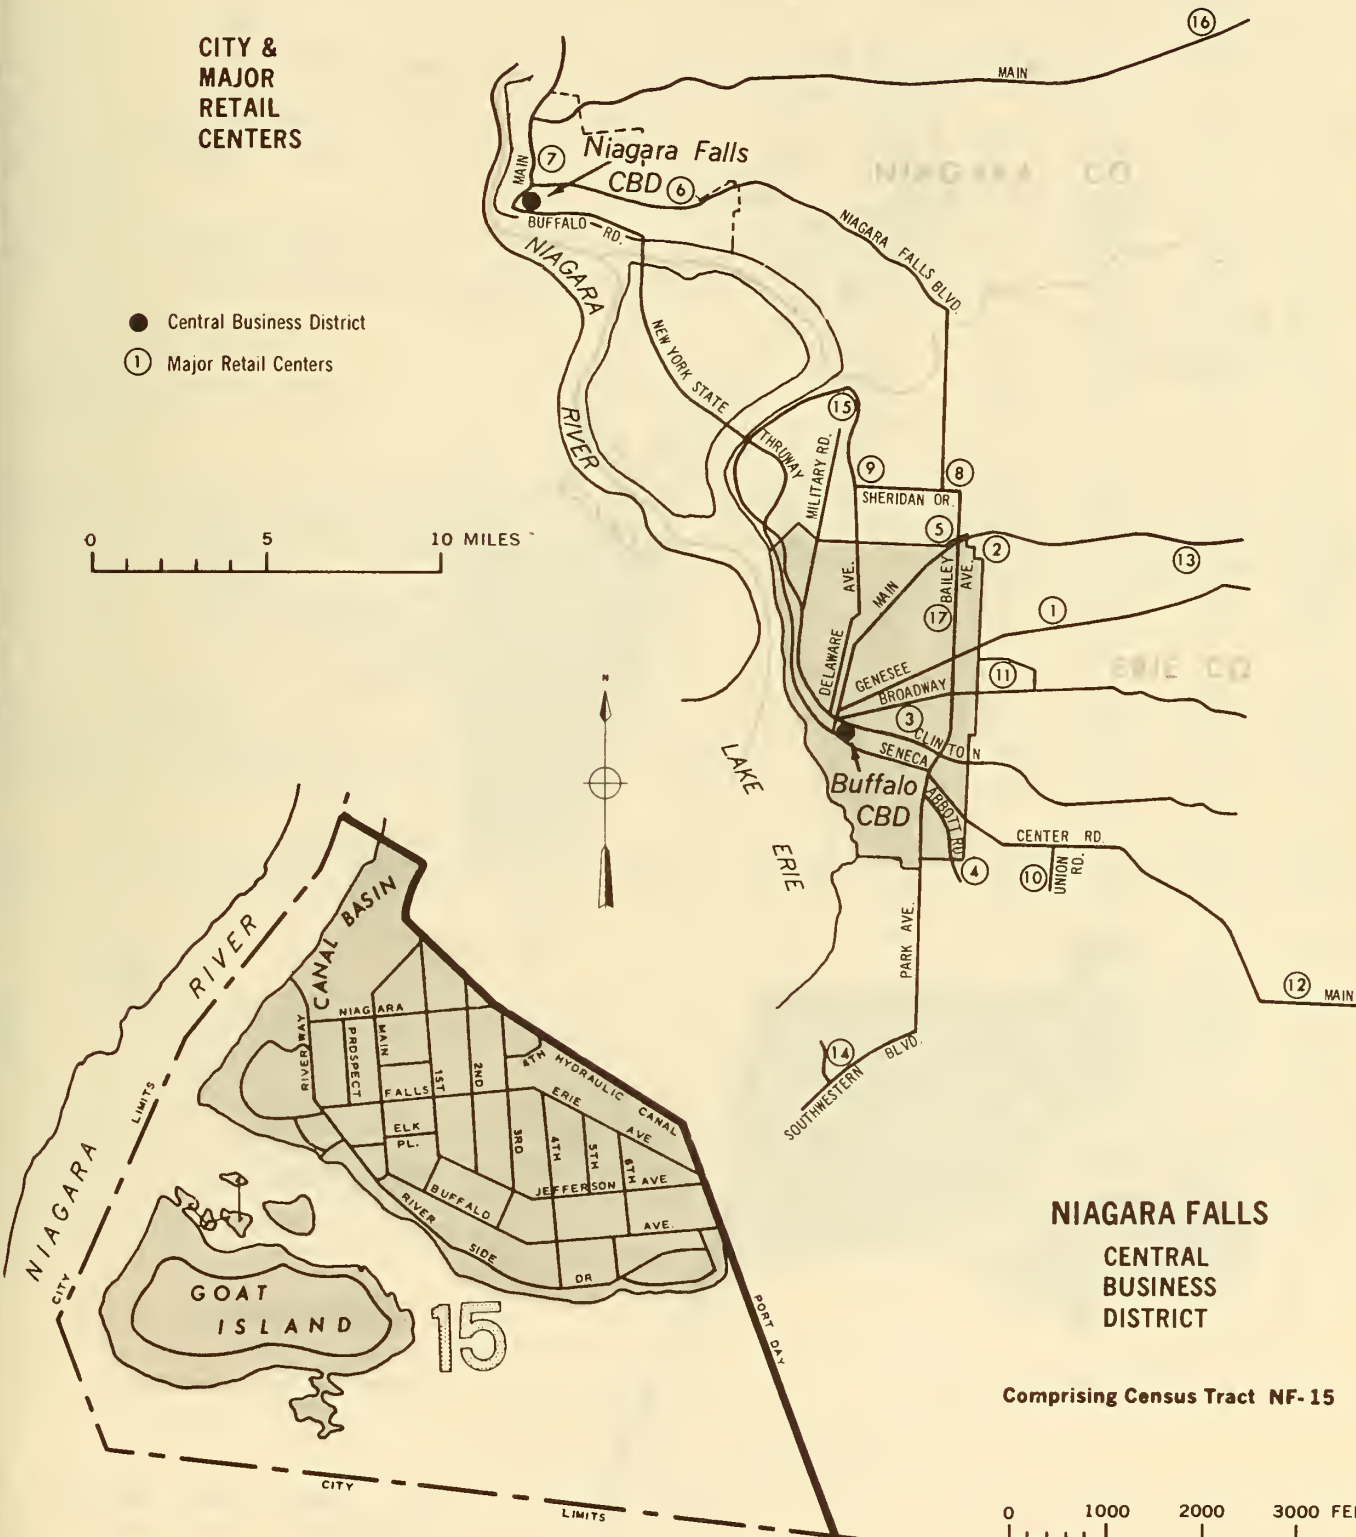 CITY &
MAJOR
RETAIL
CENTERS
Central Business District
1 Major Retail Centers
0 5 10 MILES
16
MAIN
NIAGARA CO
7
MAIN
Niagara Falls
CBD
6
BUFFALO RD.
NIAGARA
RIVER
NIAGARA FALLS BLVD.
NEW YORK STATE
THRUWAY
15
MILITARY RD.
9
8
SHERIDAN DR.
5
2
13
DELAWARE
AVE.
MAIN
BAILEY
AVE.
17
1
GENESEE
BROADWAY
11
ERIE CO
3
CLINTON
SENECA
Buffalo
CBD
ABBOTT RD
4
CENTER RD.
10
UNION
RD.
PARK AVE.
12
MAIN
14
SOUTHWESTERN
BLVD.
LAKE
ERIE
N
NIAGARA
RIVER
CITY
LIMITS
CANAL BASIN
NIAGARA
RIVERWAY
PROSPECT
MAIN
1ST
2ND
4TH
HYDRAULIC CANAL
FALLS
ERIE
AVE
ELK
PL.
3RD
4TH
5TH
6TH
JEFFERSON AVE
BUFFALO
AVE.
RIVER
SIDE
DR
PORT DAY
GOAT
ISLAND
15
CITY
LIMITS
NIAGARA FALLS
CENTRAL
BUSINESS
DISTRICT
Comprising Census Tract NF-15
0 1000 2000 3000